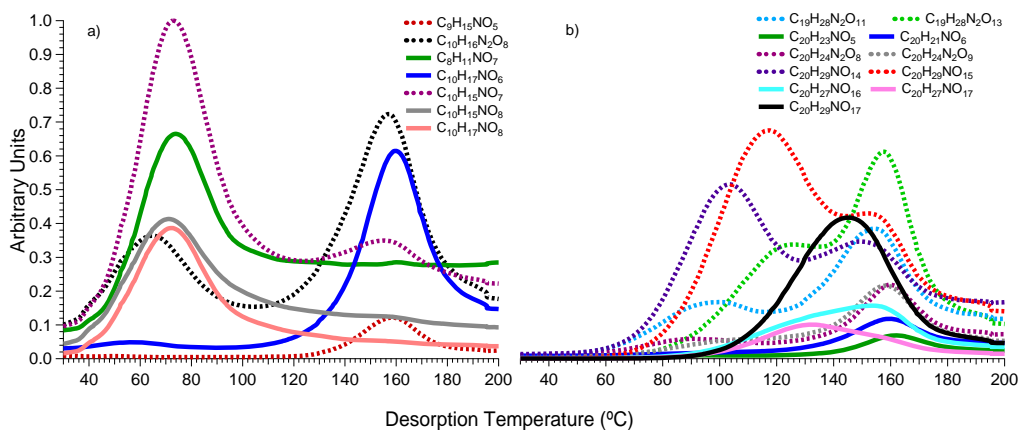 a)
C₉H₁₅NO₅
C₁₀H₁₆N₂O₈
C₈H₁₁NO₇
C₁₀H₁₇NO₆
C₁₀H₁₅NO₇
C₁₀H₁₅NO₈
C₁₀H₁₇NO₈
b)
C₁₉H₂₈N₂O₁₁ C₁₉H₂₈N₂O₁₃
C₂₀H₂₃NO₅ C₂₀H₂₁NO₆
C₂₀H₂₄N₂O₈ C₂₀H₂₄N₂O₉
C₂₀H₂₉NO₁₄ C₂₀H₂₉NO₁₅
C₂₀H₂₇NO₁₆ C₂₀H₂₇NO₁₇
C₂₀H₂₉NO₁₇
Arbitrary Units
1.0
0.9
0.8
0.7
0.6
0.5
0.4
0.3
0.2
0.1
0.0
40 60 80 100 120 140 160 180 200
40 60 80 100 120 140 160 180 200
Desorption Temperature (ºC)